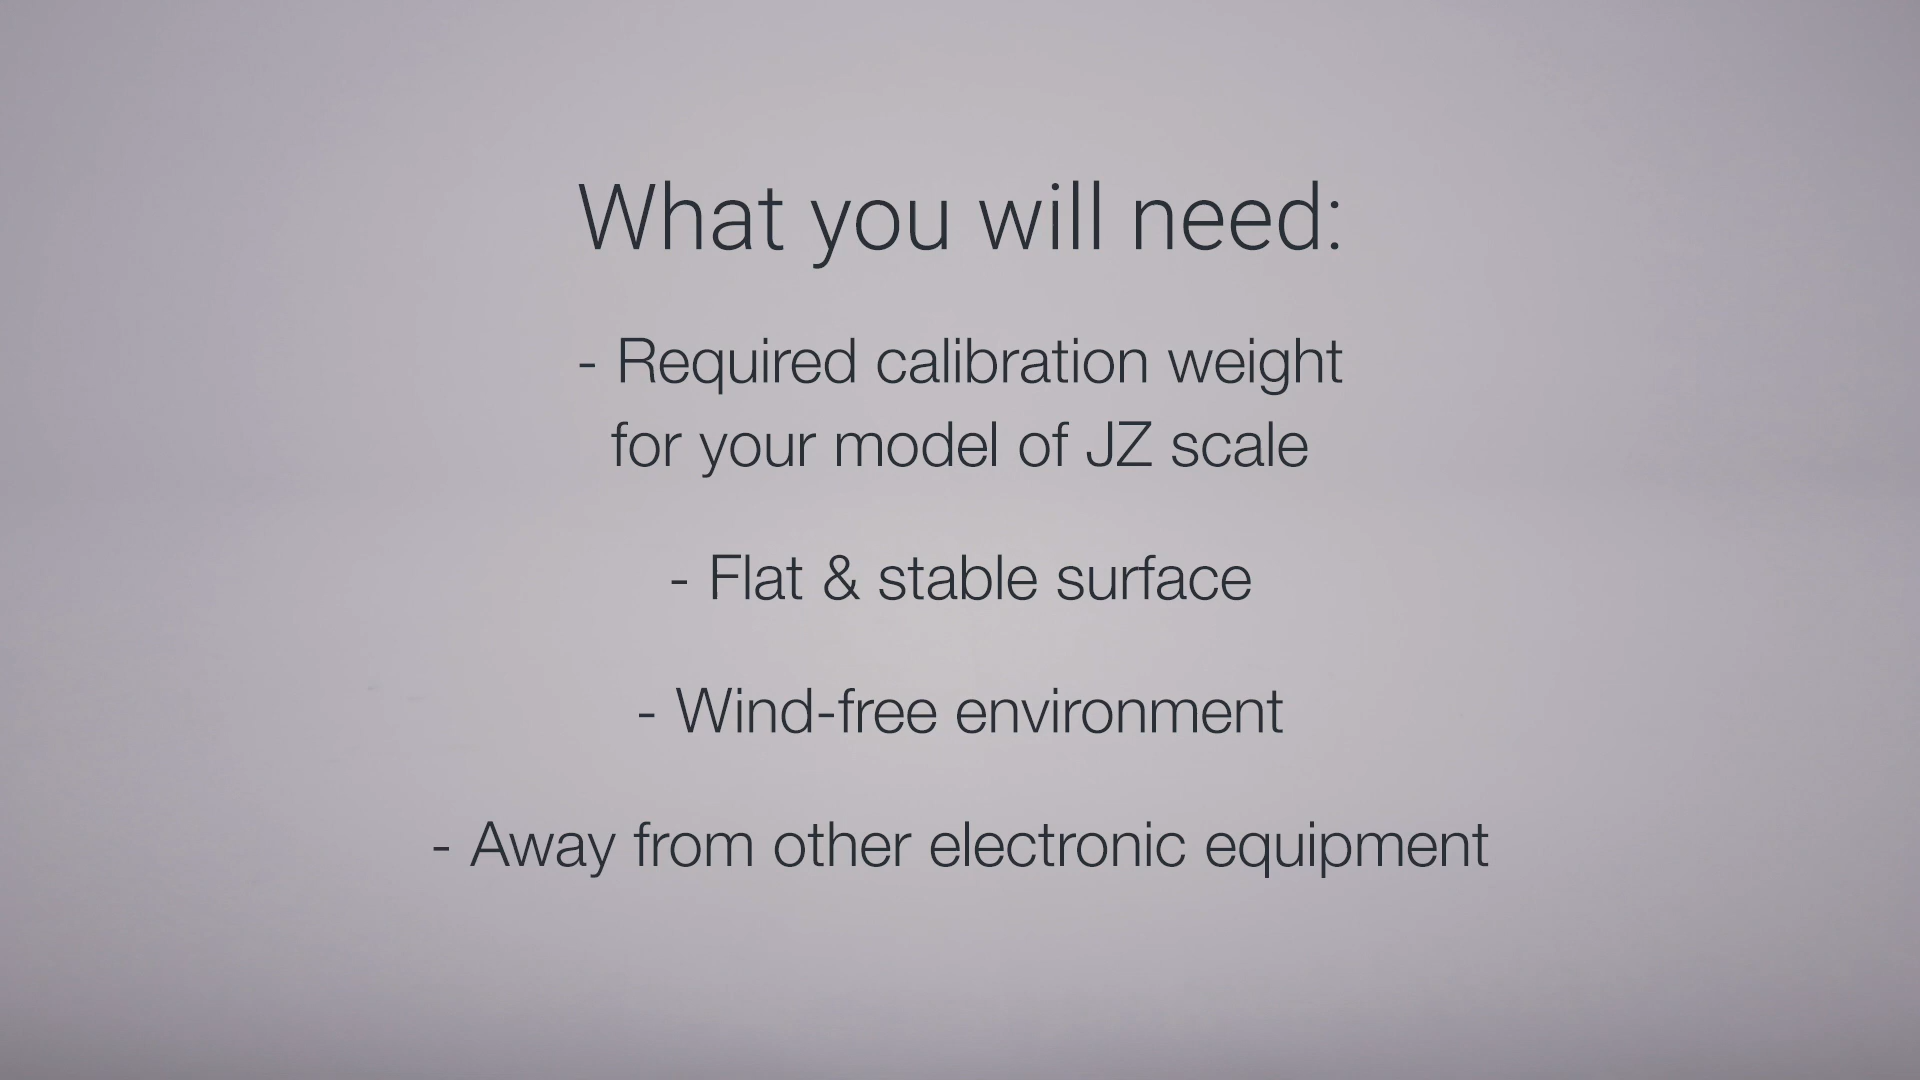 What you will need:
- Required calibration weight
for your model of JZ scale
- Flat & stable surface
- Wind-free environment
- Away from other electronic equipment